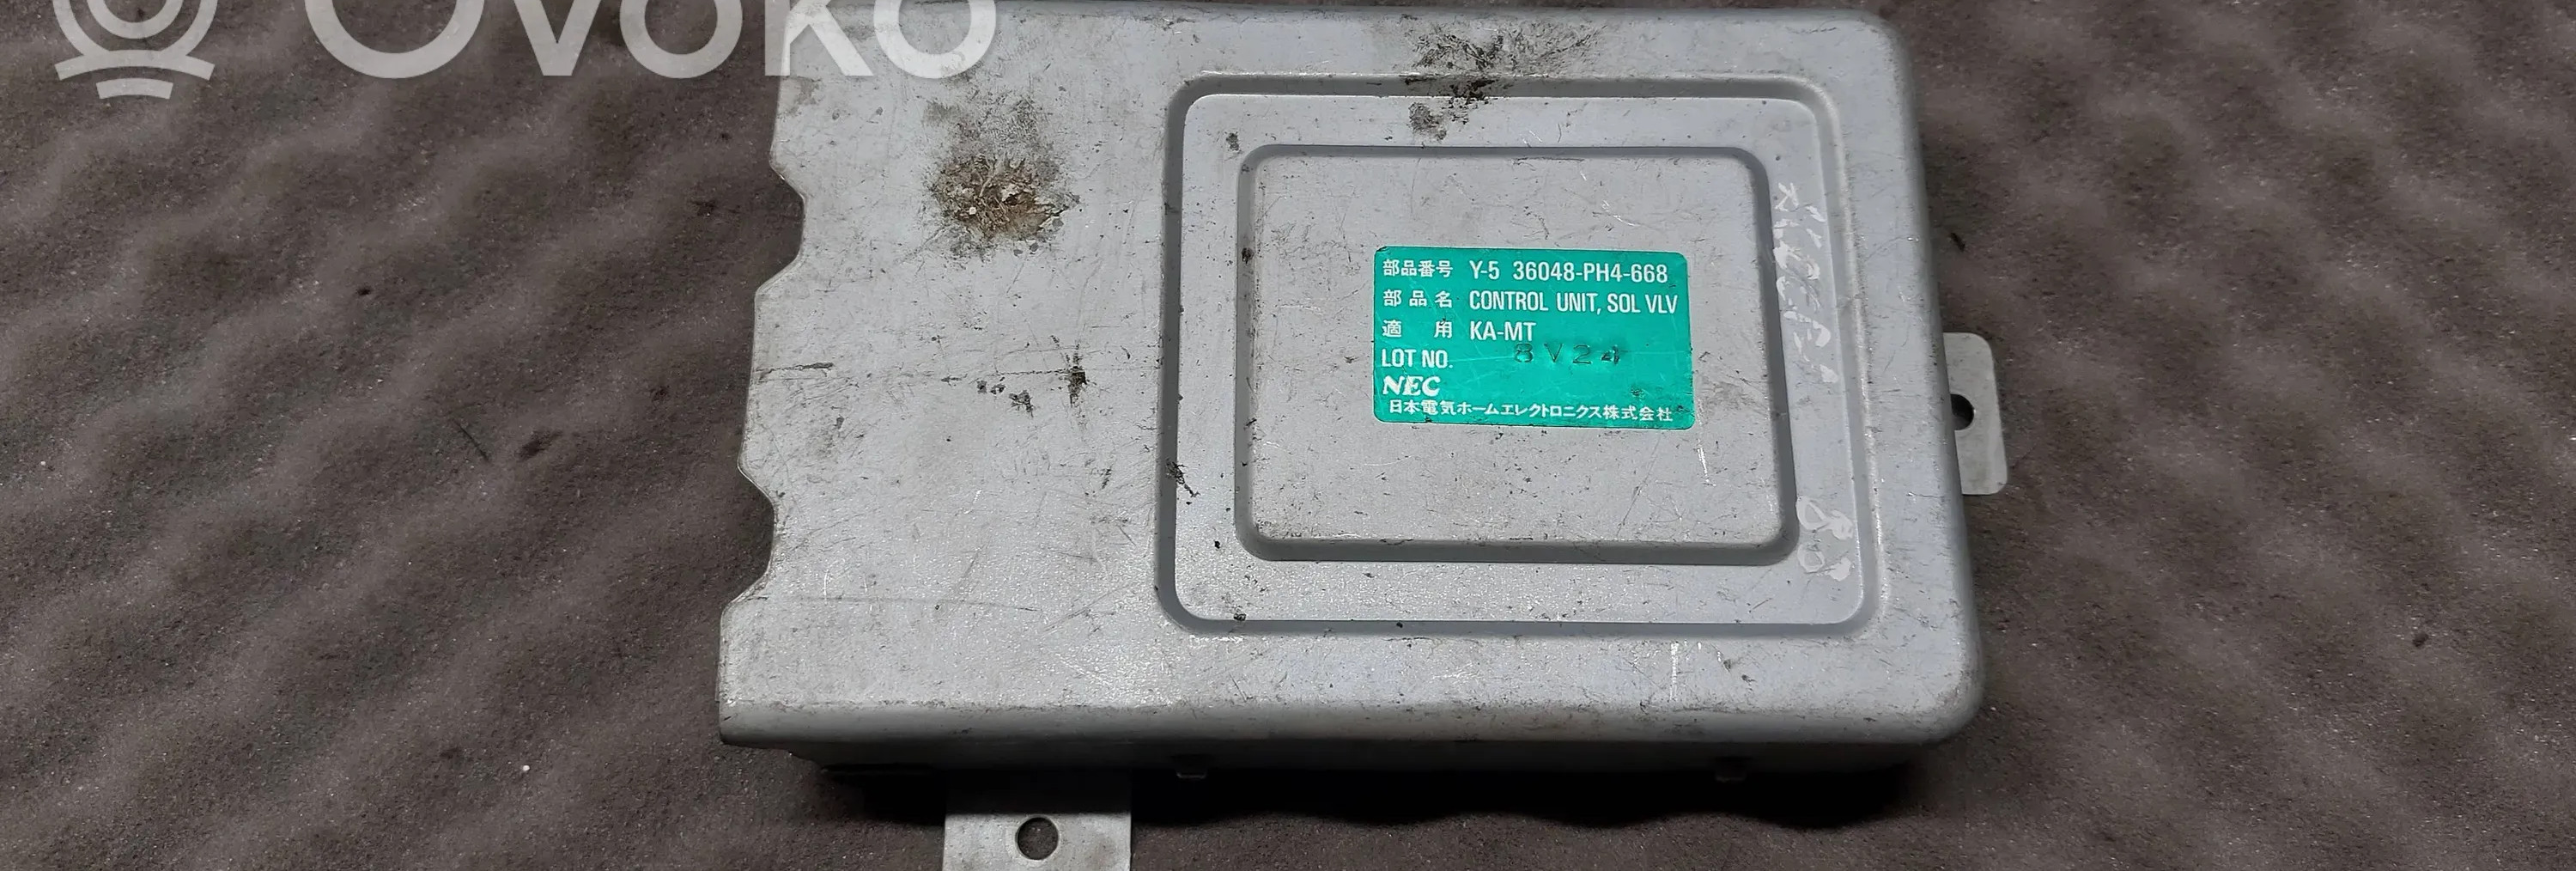 OVOKO
部品番号 Y-5 36048-PH4-668
部品名 CONTROL UNIT, SOL VLV
適用 KA-MT
LOT NO. 8V24
NEC
日本電気ホームエレクトロニクス株式会社